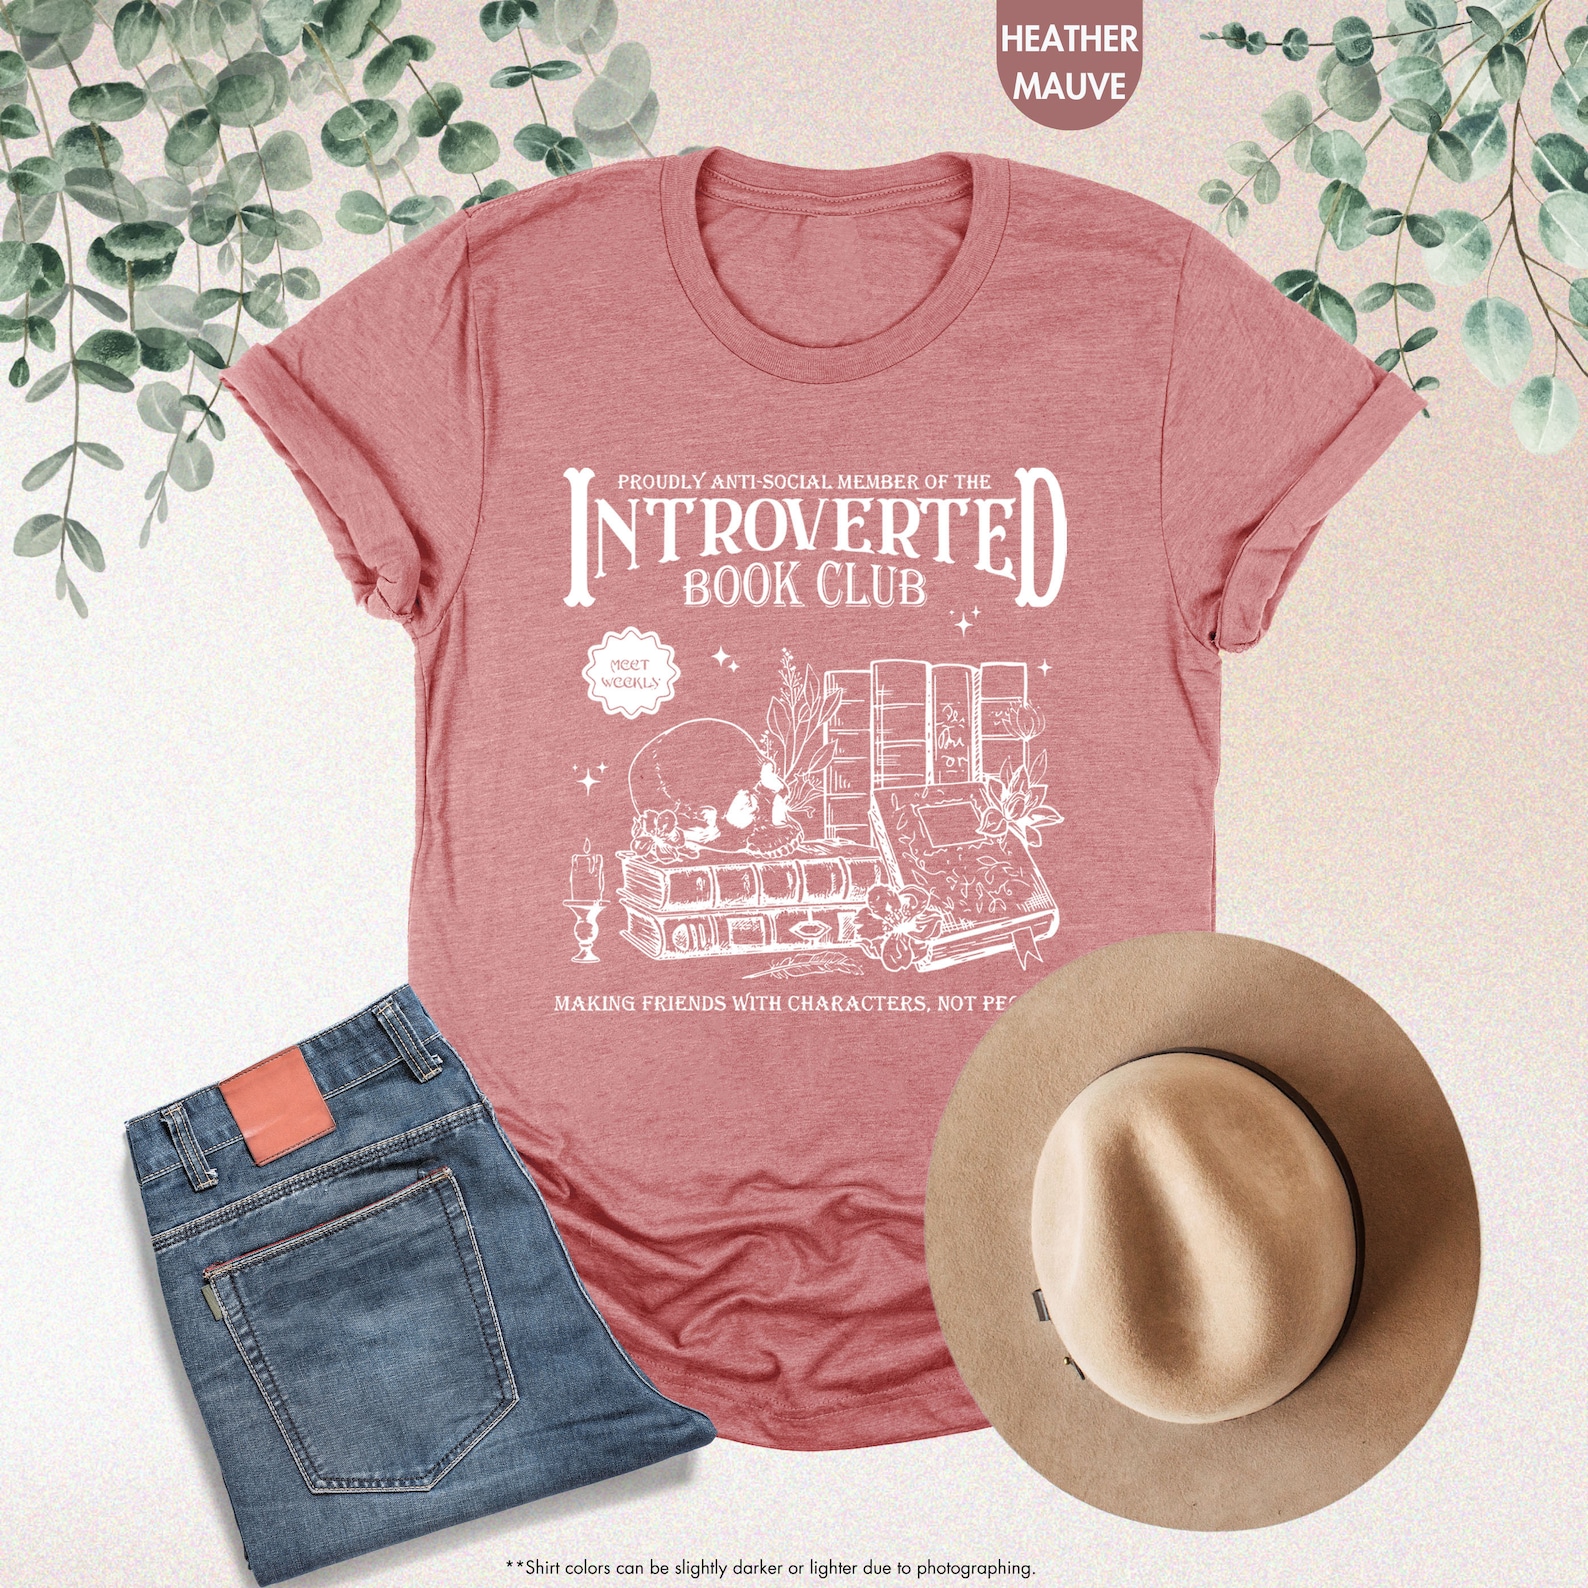 HEATHER
MAUVE
PROUDLY ANTI-SOCIAL MEMBER OF THE
INTROVERTED
BOOK CLUB
MEET
WEEKLY
MAKING FRIENDS WITH CHARACTERS, NOT
**Shirt colors can be slightly darker or lighter due to photographing.